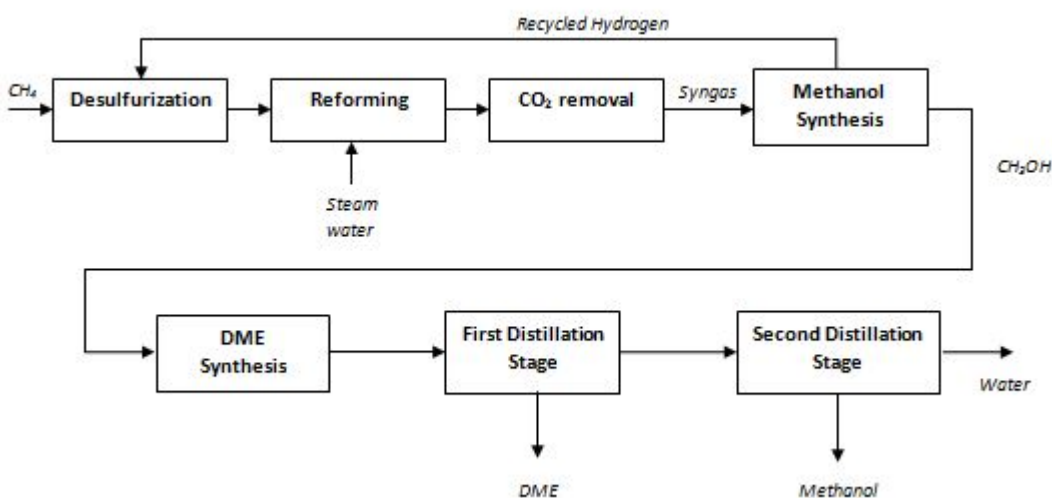 Recycled Hydrogen
CH₄
Desulfurization
Reforming
CO₂ removal
Syngas
Methanol
Synthesis
CH₃OH
Steam
water
DME
Synthesis
First Distillation
Stage
Second Distillation
Stage
Water
DME
Methanol